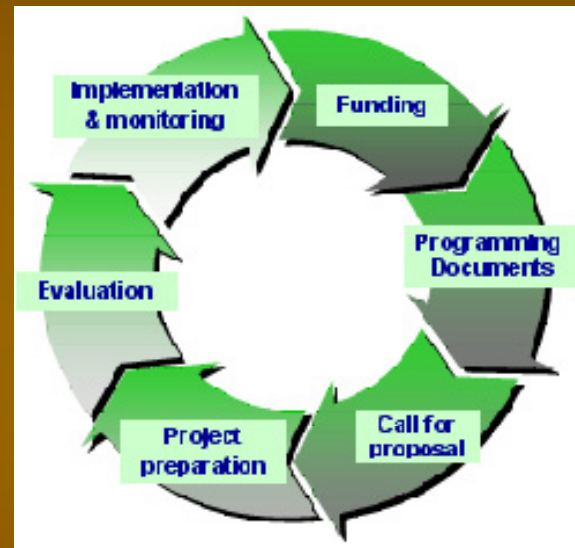 Implementation
& monitoring
Funding
Programming
Documents
Call for
proposal
Project
preparation
Evaluation